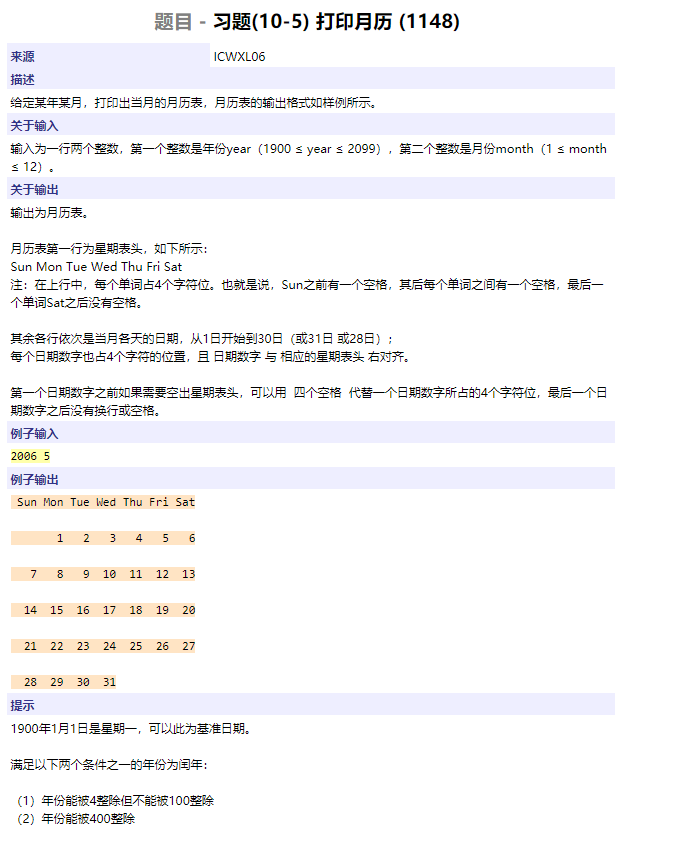 题目 - 习题(10-5) 打印月历 (1148)
来源 ICWXL06
描述
给定某年某月，打印出当月的月历表，月历表的输出格式如样例所示。
关于输入
输入为一行两个整数，第一个整数是年份year（1900 ≤ year ≤ 2099），第二个整数是月份month（1 ≤ month
≤ 12）。
关于输出
输出为月历表。
月历表第一行为星期表头，如下所示：
Sun Mon Tue Wed Thu Fri Sat
注：在上行中，每个单词占4个字符位。也就是说，Sun之前有一个空格，其后每个单词之间有一个空格，最后一
个单词Sat之后没有空格。
其余各行依次是当月各天的日期，从1日开始到30日（或31日 或28日）；
每个日期数字也占4个字符的位置，且 日期数字 与 相应的星期表头 右对齐。
第一个日期数字之前如果需要空出星期表头，可以用 四个空格 代替一个日期数字所占的4个字符位，最后一个日
期数字之后没有换行或空格。
例子输入
2006 5
例子输出
Sun Mon Tue Wed Thu Fri Sat
1 2 3 4 5 6
7 8 9 10 11 12 13
14 15 16 17 18 19 20
21 22 23 24 25 26 27
28 29 30 31
提示
1900年1月1日是星期一，可以此为基准日期。
满足以下两个条件之一的年份为闰年：
（1）年份能被4整除但不能被100整除
（2）年份能被400整除